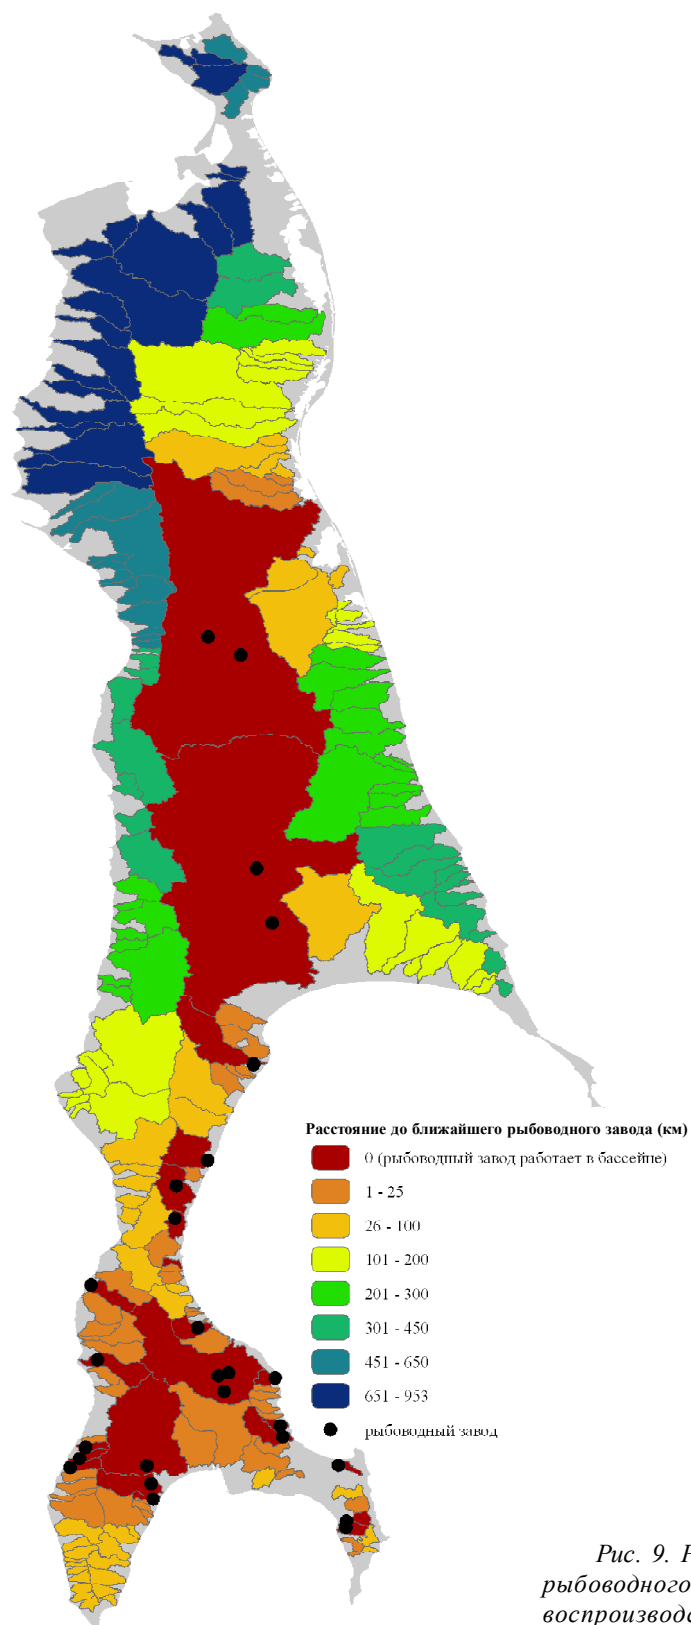 Расстояние до ближайшего рыбоводного завода (км)
0 (рыбоводный завод работает в бассейне)
1 - 25
26 - 100
101 - 200
201 - 300
301 - 450
451 - 650
651 - 953
рыбоводный завод
Рис. 9. Р
рыбоводного
воспроизвод